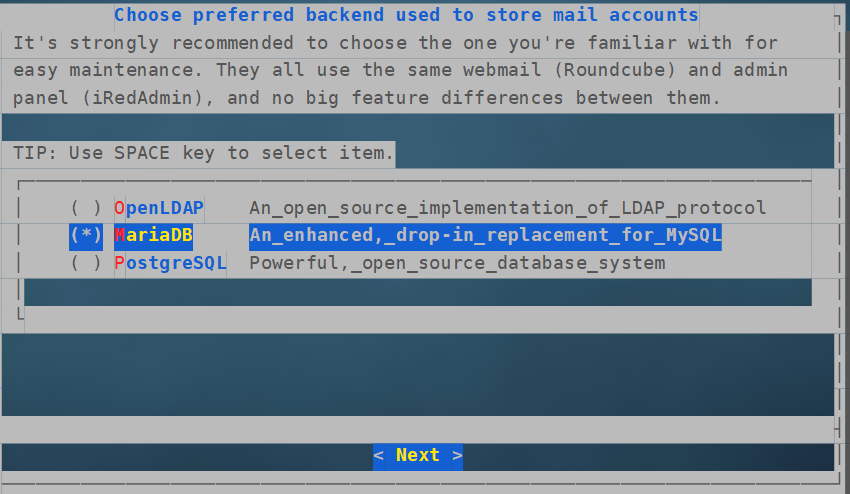 Choose preferred backend used to store mail accounts
It's strongly recommended to choose the one you're familiar with for
easy maintenance. They all use the same webmail (Roundcube) and admin
panel (iRedAdmin), and no big feature differences between them.
TIP: Use SPACE key to select item.
( ) OpenLDAP An_open_source_implementation_of_LDAP_protocol
(*) MariaDB An_enhanced,_drop-in_replacement_for_MySQL
( ) PostgreSQL Powerful,_open_source_database_system
< Next >